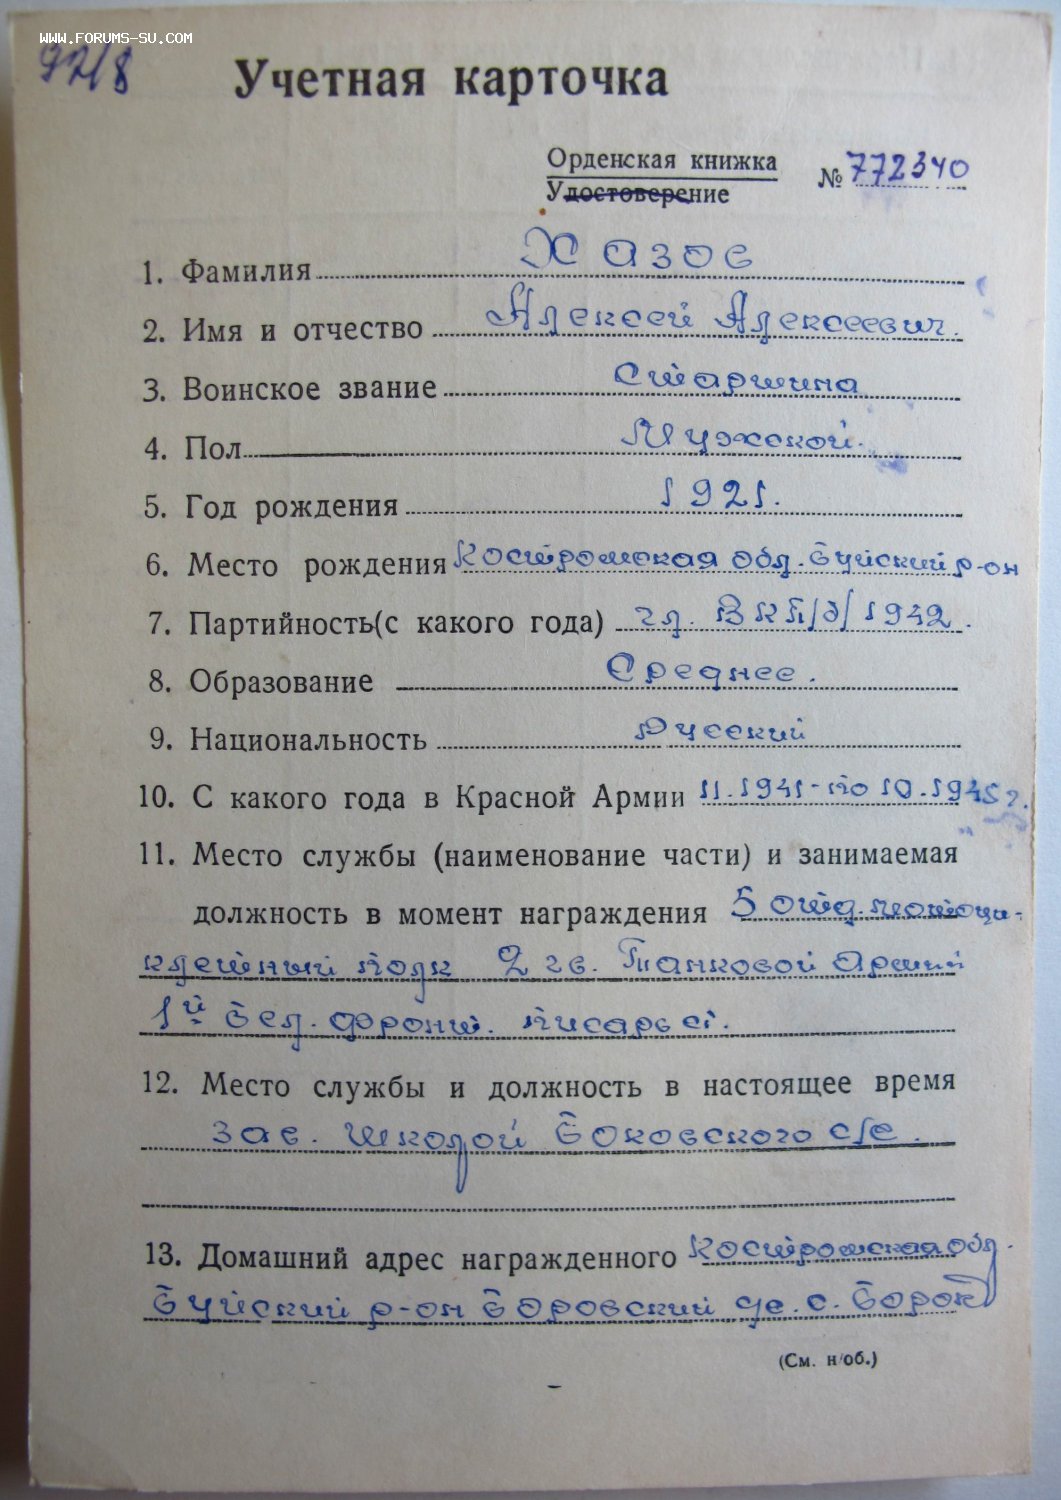 WWW.FORUMS-SU.COM
97/8
Учетная карточка
Орденская книжка
Удостоверение
№ 772340
1. Фамилия Хазов
2. Имя и отчество Алексей Алексеевич.
3. Воинское звание Старшина
4. Пол Мужской.
5. Год рождения 1921.
6. Место рождения Костромская обл. Буйский р-он
7. Партийность(с какого года) чл. ВКП/б/ 1942.
8. Образование Среднее.
9. Национальность Русский
10. С какого года в Красной Армии 11.1941- по 10.1945 г.
11. Место службы (наименование части) и занимаемая
должность в момент награждения 5 отд. мотоци-
клетный полк 2 гв. Танковой Армии
1й Бел. фронт. писарь
12. Место службы и должность в настоящее время
зав. школой Боковского с/с.
13. Домашний адрес награжденного Костромская обл.
Буйский р-он Боровский с. Борок
(См. н/об.)